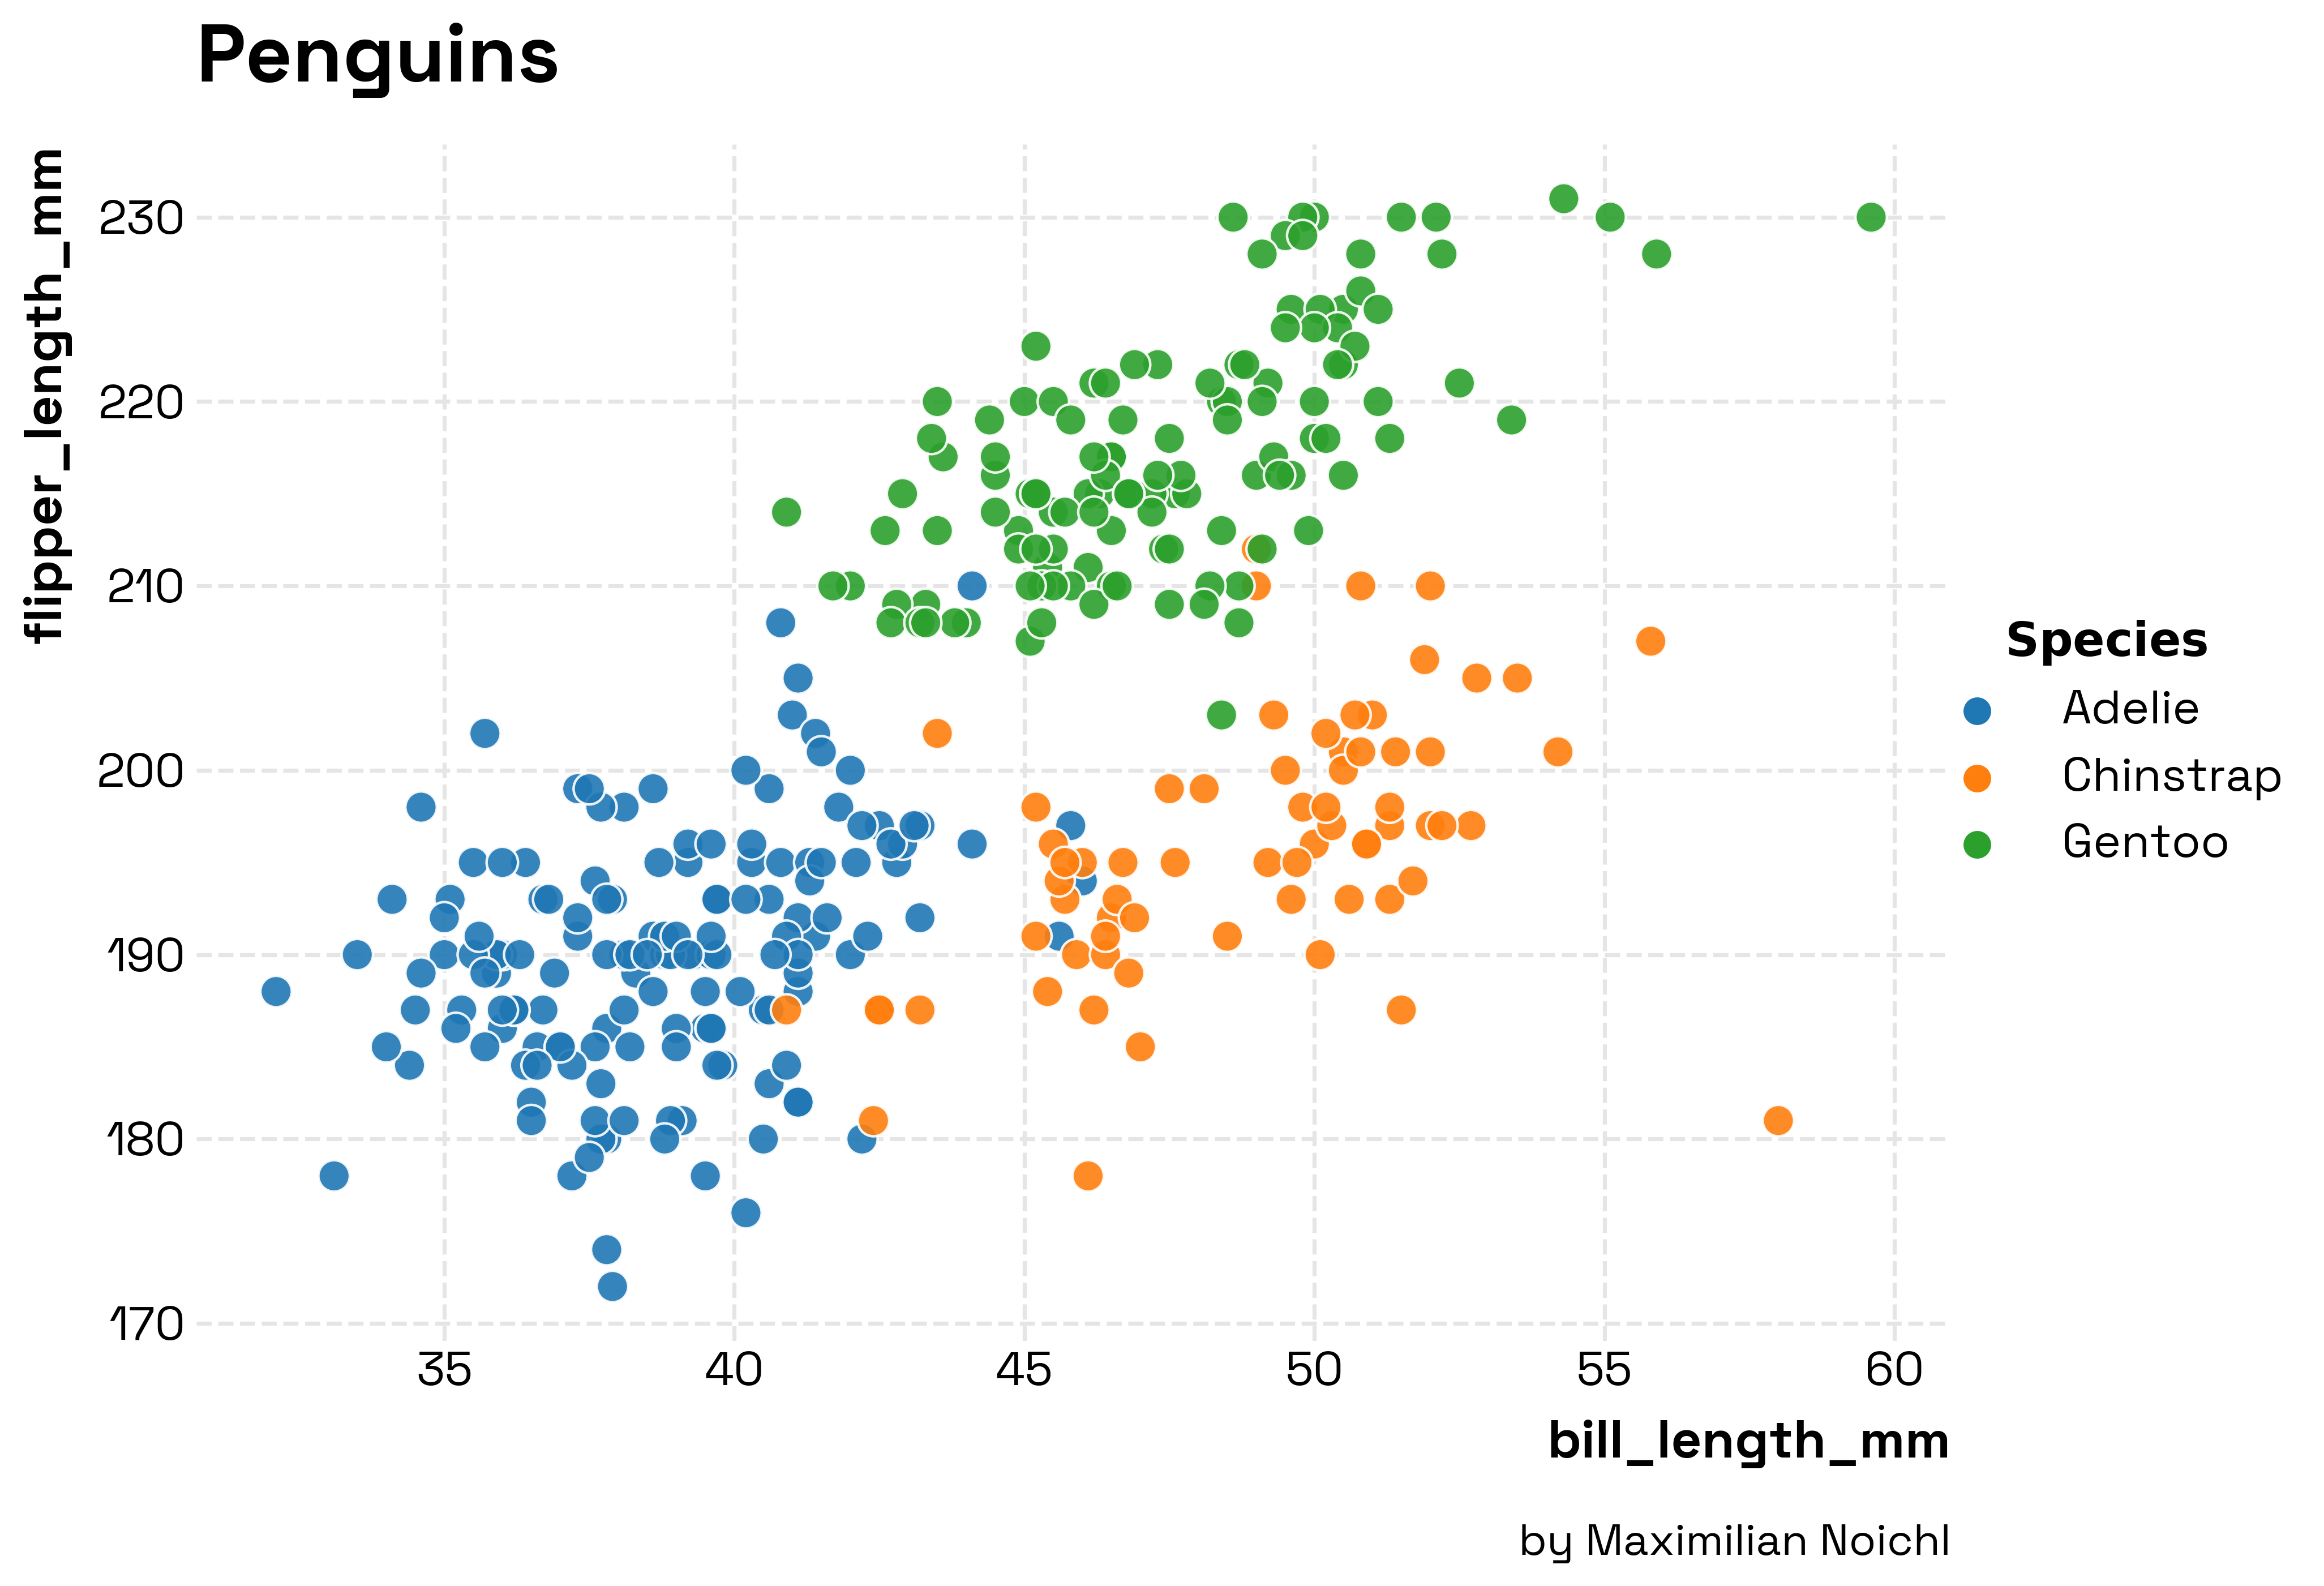 Penguins
flipper_length_mm
230
220
210
200
190
180
170
35 40 45 50 55 60
bill_length_mm
Species
Adelie
Chinstrap
Gentoo
by Maximilian Noichl